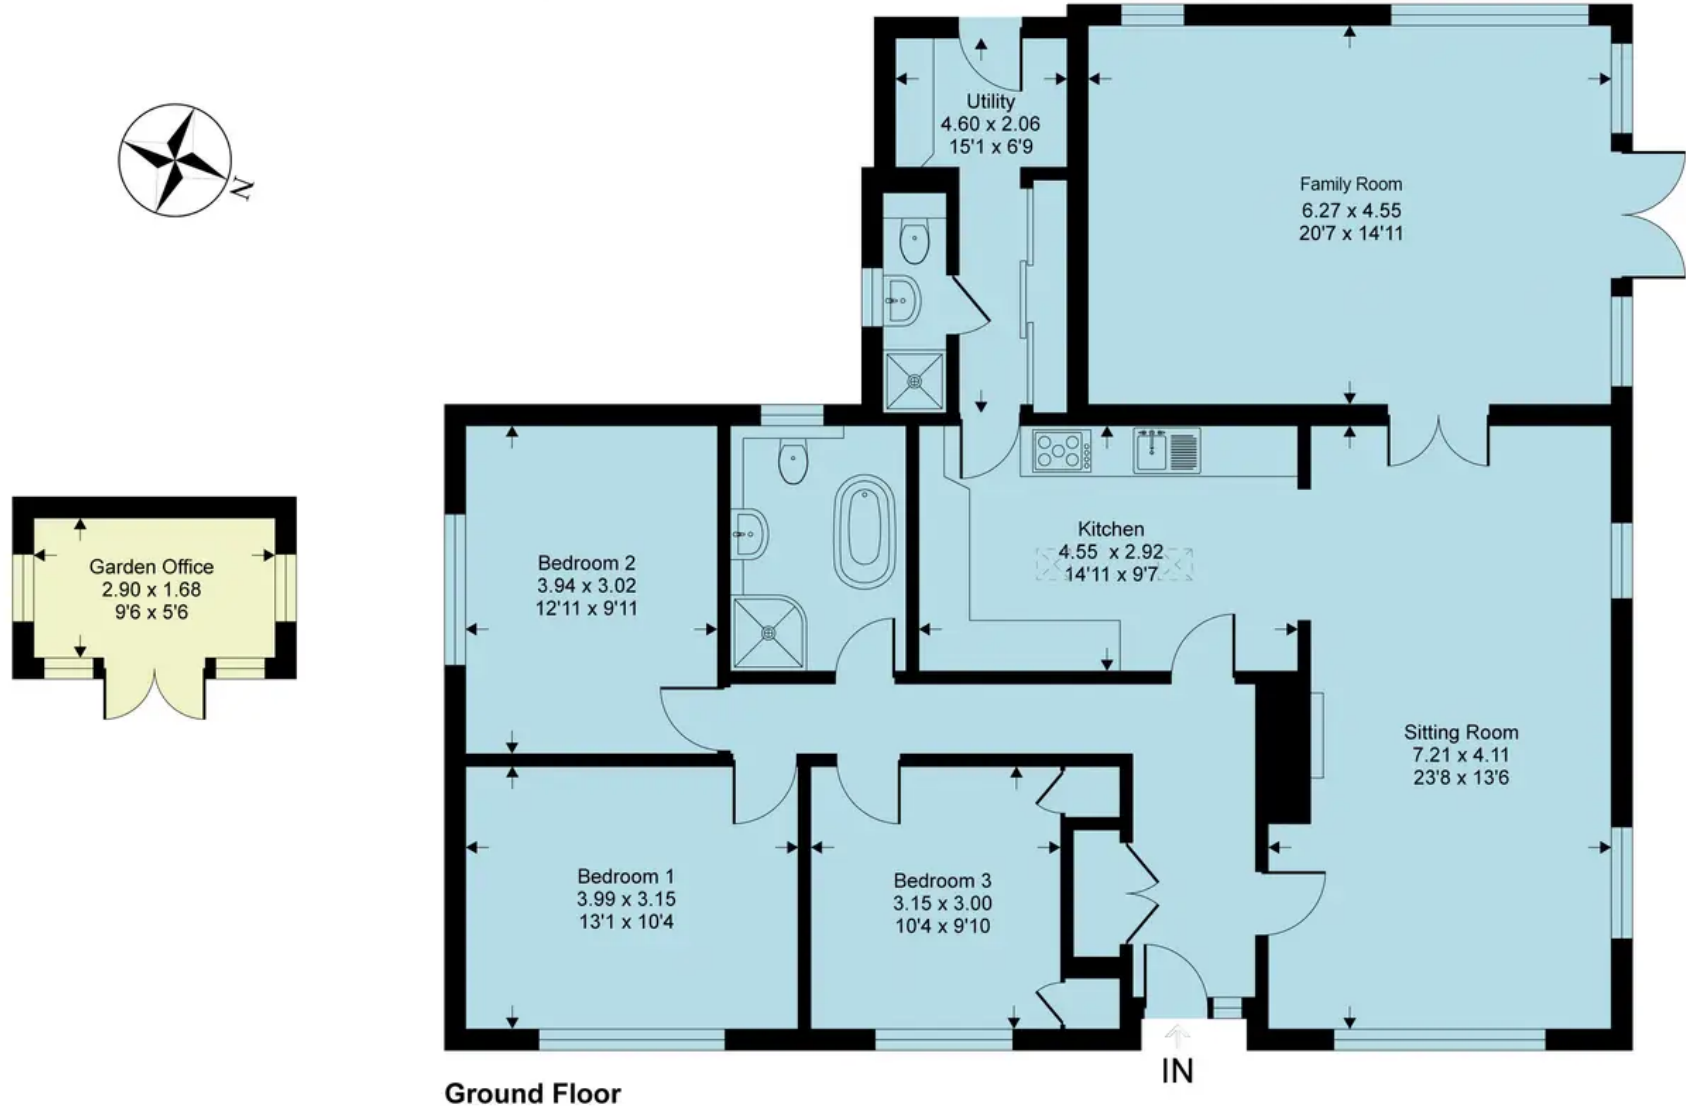 N
Utility
4.60 x 2.06
15'1 x 6'9
Family Room
6.27 x 4.55
20'7 x 14'11
Kitchen
4.55 x 2.92
14'11 x 9'7
Garden Office
2.90 x 1.68
9'6 x 5'6
Bedroom 2
3.94 x 3.02
12'11 x 9'11
Sitting Room
7.21 x 4.11
23'8 x 13'6
Bedroom 1
3.99 x 3.15
13'1 x 10'4
Bedroom 3
3.15 x 3.00
10'4 x 9'10
IN
Ground Floor